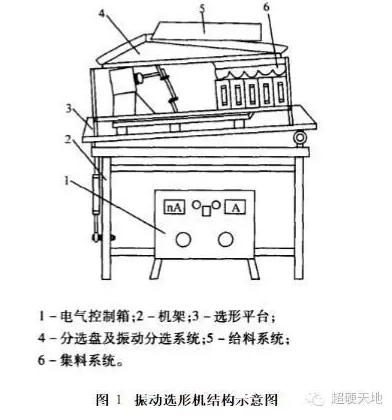 5
6
4
3
2
1
nA
A
1－电气控制箱;2－机架;3－选形平台;
4－分选盘及振动分选系统;5－给料系统;
6－集料系统。
图 1 振动选形机结构示意图
超硬天地